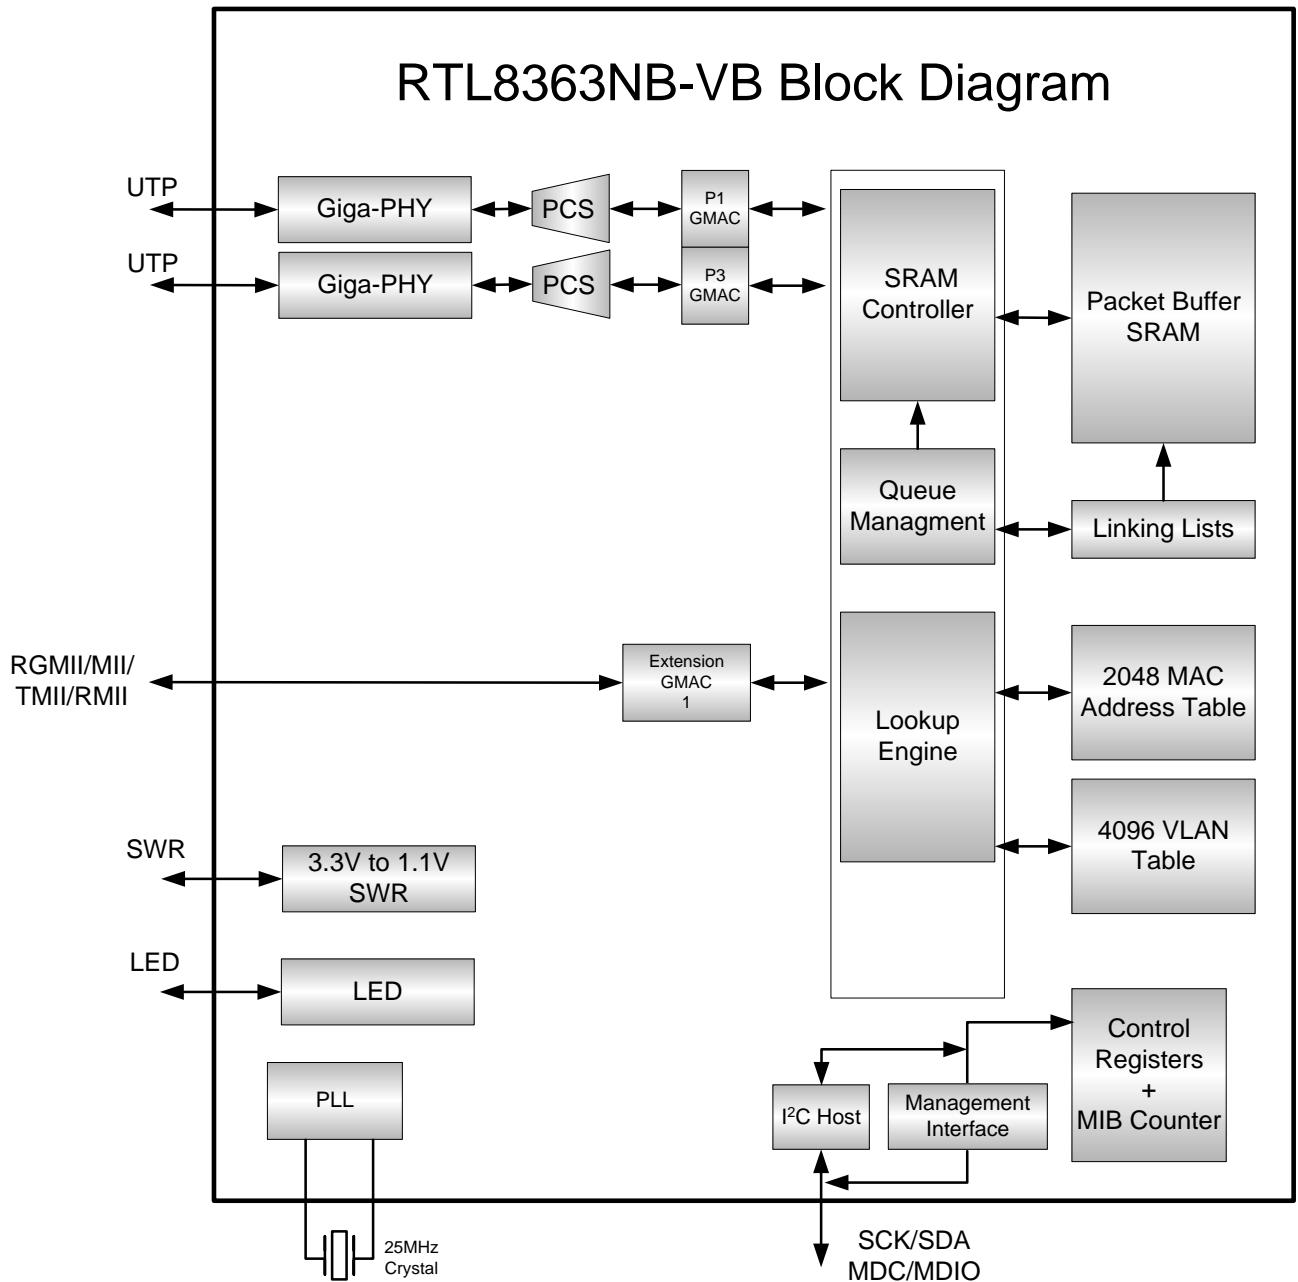 RTL8363NB-VB Block Diagram
UTP
Giga-PHY
PCS
P1
GMAC
UTP
Giga-PHY
PCS
P3
GMAC
SRAM
Controller
Packet Buffer
SRAM
Queue
Managment
Linking Lists
RGMII/MII/
TMII/RMII
Extension
GMAC
1
Lookup
Engine
2048 MAC
Address Table
4096 VLAN
Table
SWR
3.3V to 1.1V
SWR
LED
LED
PLL
25MHz
Crystal
I²C Host
Management
Interface
Control
Registers
+
MIB Counter
SCK/SDA
MDC/MDIO